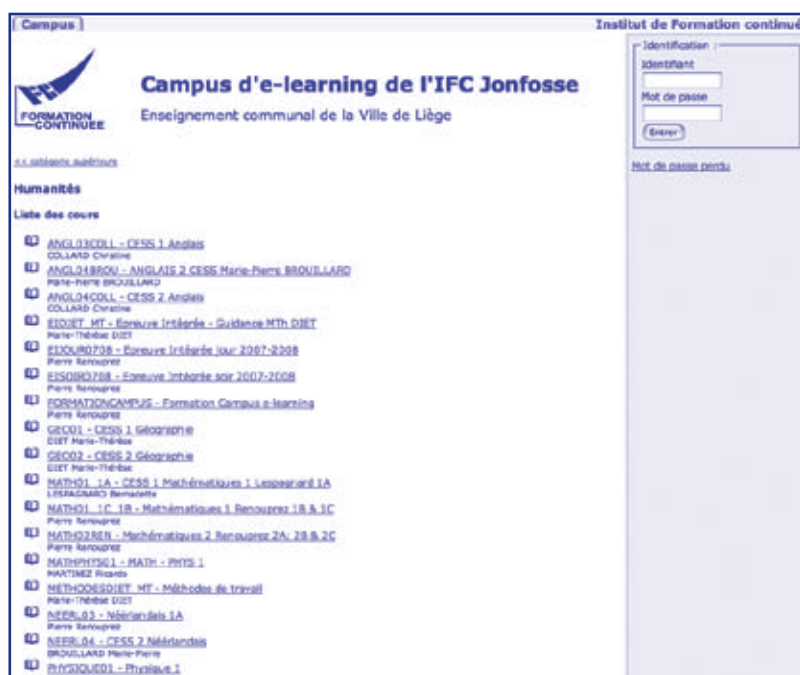 Campus
Institut de Formation continué
FORMATION
CONTINUEE
Campus d'e-learning de l'IFC Jonfosse
Enseignement communal de la Ville de Liège
Identification :
Identifiant
Mot de passe
Entrer
Mot de passe perdu
<< catégorie supérieure
Humanités
Liste des cours
ANGL03COLL - CESS 1 Anglais
COLLARD Christine
ANGL04BROU - ANGLAIS 2 CESS Marie-Pierre BROUILLARD
Marie-Pierre BROUILLARD
ANGL04COLL - CESS 2 Anglais
COLLARD Christine
EIDIET_MT - Epreuve Intégrée - Guidance MTh DIET
Marie-Thérèse DIET
EIJOUR0708 - Epreuve Intégrée jour 2007-2008
Pierre Renouprez
EISOIR0708 - Epreuve Intégrée soir 2007-2008
Pierre Renouprez
FORMATIONCAMPUS - Formation Campus e-learning
Pierre Renouprez
GEO01 - CESS 1 Géographie
DIET Marie-Thérèse
GEO02 - CESS 2 Géographie
DIET Marie-Thérèse
MATH01_1A - CESS 1 Mathématiques 1 Lespagnard 1A
LESPAGNARD Bernadette
MATH01_1C_1B - Mathématiques 1 Renouprez 1B & 1C
Pierre Renouprez
MATH02REN - Mathématiques 2 Renouprez 2A; 2B & 2C
Pierre Renouprez
MATHPHYS01 - MATH - PHYS 1
MARTINEZ Ricardo
METHODESDIET_MT - Méthodes de travail
Marie-Thérèse DIET
NEERL03 - Néérlandais 1A
Pierre Renouprez
NEERL04 - CESS 2 Néérlandais
BROUILLARD Marie-Pierre
PHYSIQUE01 - Physique 1